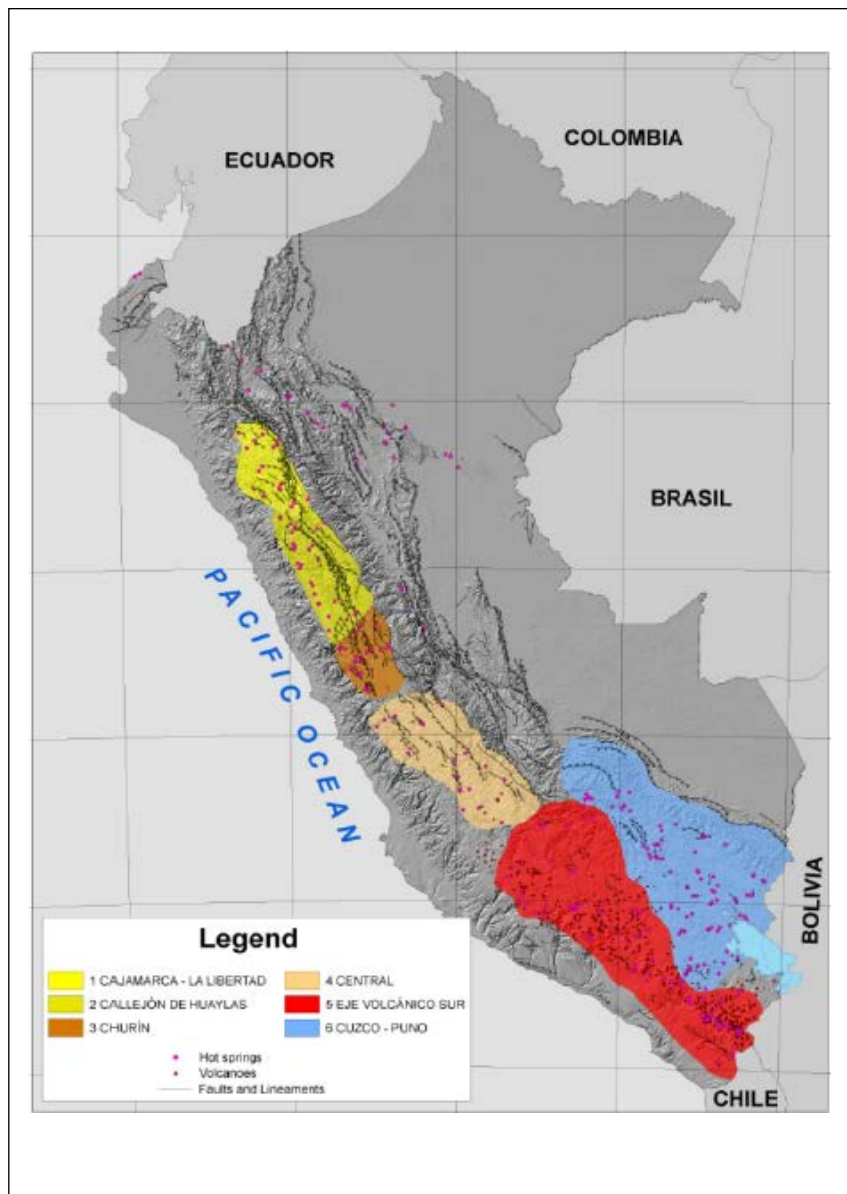 COLOMBIA
ECUADOR
BRASIL
PACIFIC OCEAN
BOLIVIA
Legend
1 CAJAMARCA - LA LIBERTAD
2 CALLEJÓN DE HUAYLAS
3 CHURÍN
4 CENTRAL
5 EJE VOLCÁNICO SUR
6 CUZCO - PUNO
Hot springs
Volcanoes
Faults and Lineaments
CHILE